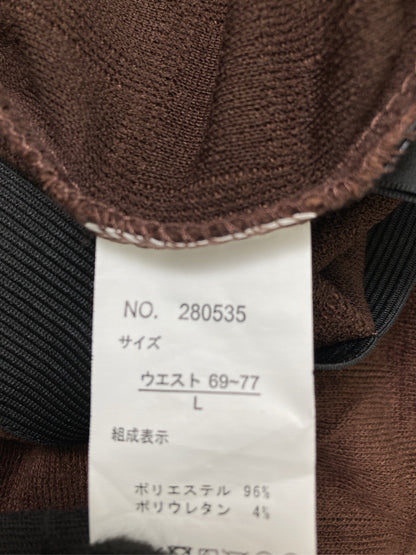 NO. 280535
サイズ
ウエスト 69~77
L
組成表示
ポリエステル 96%
ポリウレタン 4%